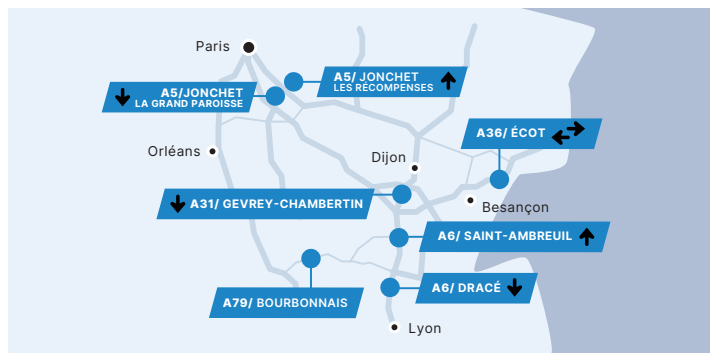 Paris
A5/ JONCHET
LES RÉCOMPENSES
A5/JONCHET
LA GRAND PAROISSE
A36/ ÉCOT
Orléans
Dijon
A31/ GEVREY-CHAMBERTIN
Besançon
A6/ SAINT-AMBREUIL
A6/ DRACÉ
A79/ BOURBONNAIS
Lyon